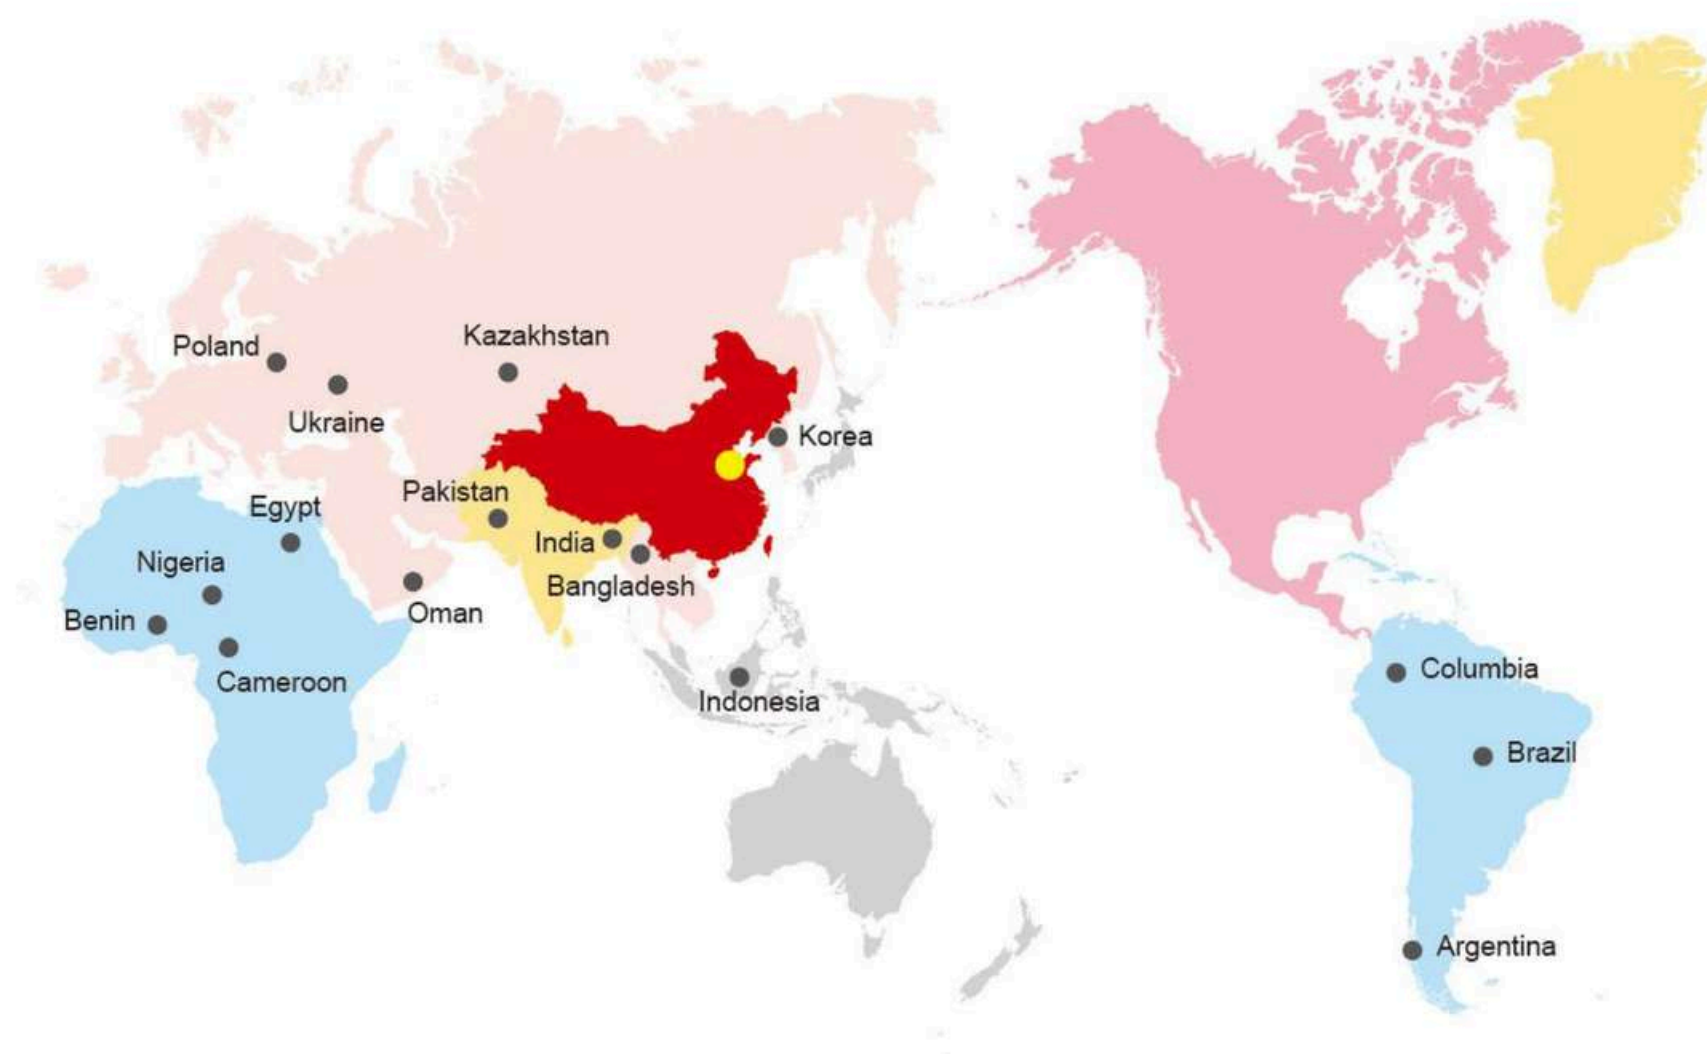 Kazakhstan
Poland
Ukraine
Korea
Pakistan
Egypt
India
Nigeria
Bangladesh
Oman
Benin
Cameroon
Columbia
Indonesia
Brazil
Argentina